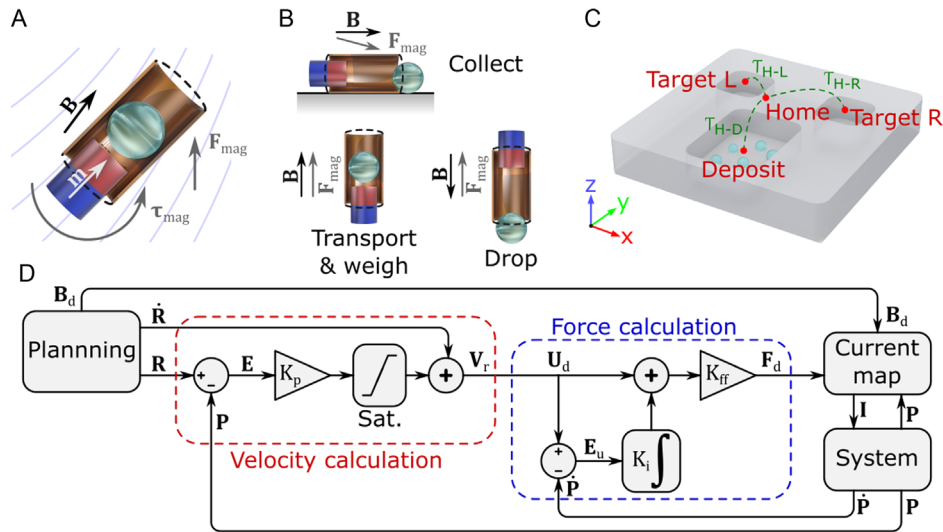 A
B
m
F_mag
τ_mag
B
B
F_mag
Collect
B
F_mag
Transport
& weigh
B
F_mag
Drop
C
T_H-L
T_H-R
Target L
Home
Target R
T_H-D
Deposit
z
y
x
D
B_d
Plannning
Ṙ
R
+
−
P
E
K_p
Sat.
+
V_r
Velocity calculation
Force calculation
U_d
+
−
E_u
K_i ∫
Ṗ
+
K_ff
F_d
B_d
Current
map
I
P
System
Ṗ
P